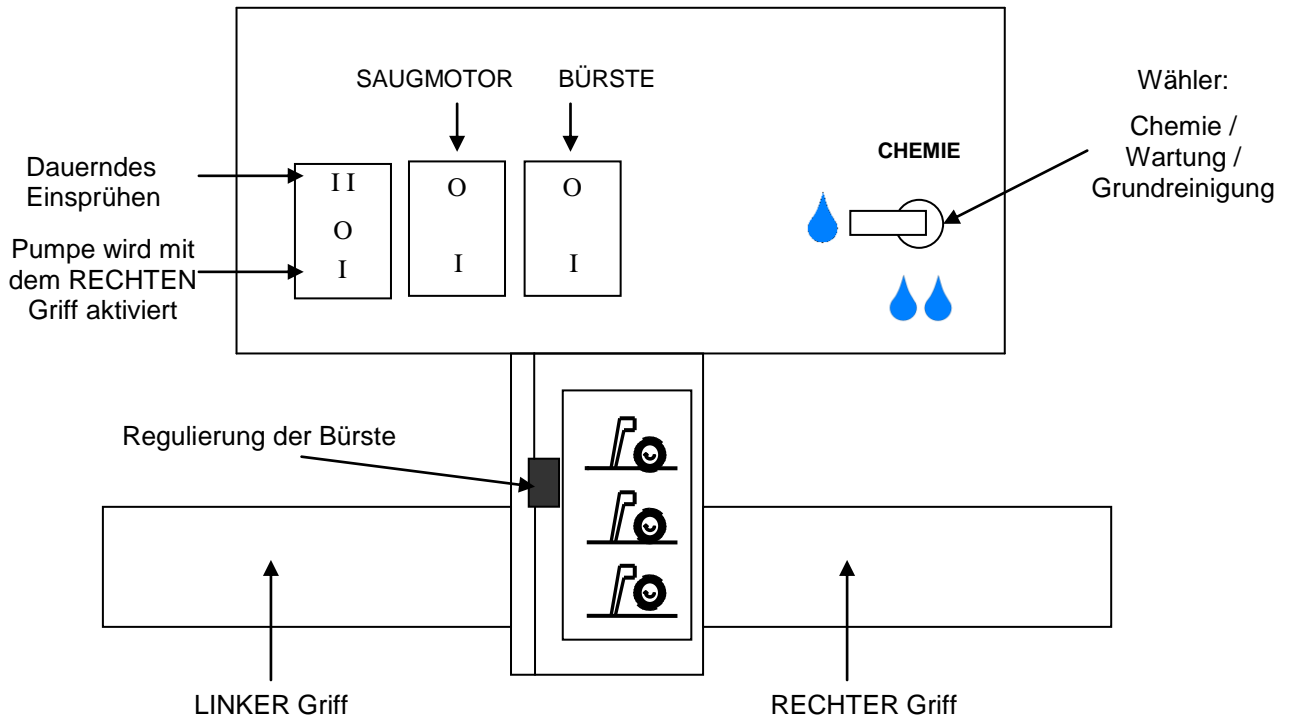 SAUGMOTOR
BÜRSTE
Wähler:
Chemie /
Wartung /
Grundreinigung
CHEMIE
Dauerndes
Einsprühen
Pumpe wird mit
dem RECHTEN
Griff aktiviert
II
O
I
O
I
O
I
Regulierung der Bürste
LINKER Griff
RECHTER Griff